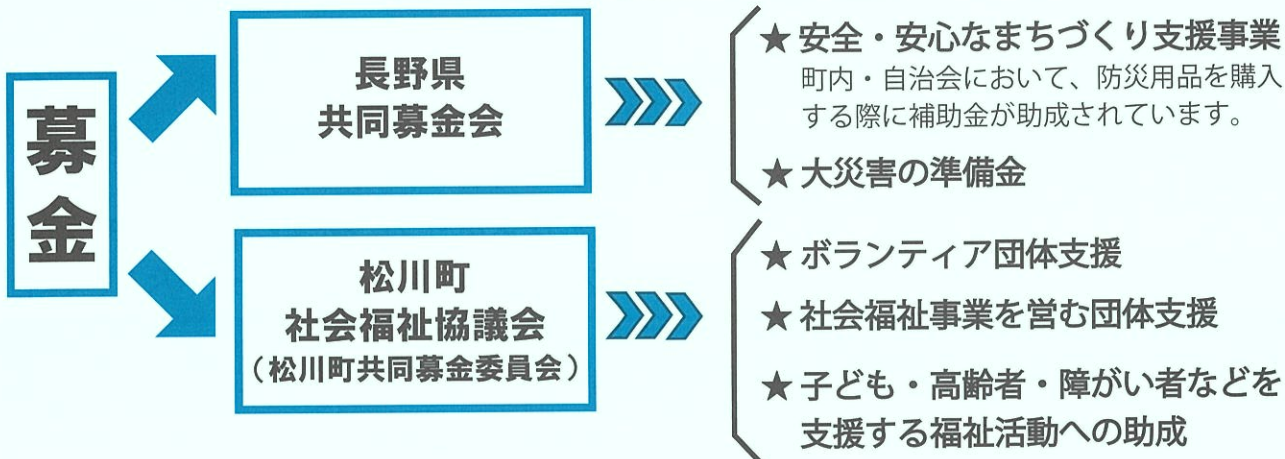 募金
長野県
共同募金会
★ 安全・安心なまちづくり支援事業
町内・自治会において、防災用品を購入
する際に補助金が助成されています。
★ 大災害の準備金
松川町
社会福祉協議会
(松川町共同募金委員会)
★ ボランティア団体支援
★ 社会福祉事業を営む団体支援
★ 子ども・高齢者・障がい者などを
支援する福祉活動への助成